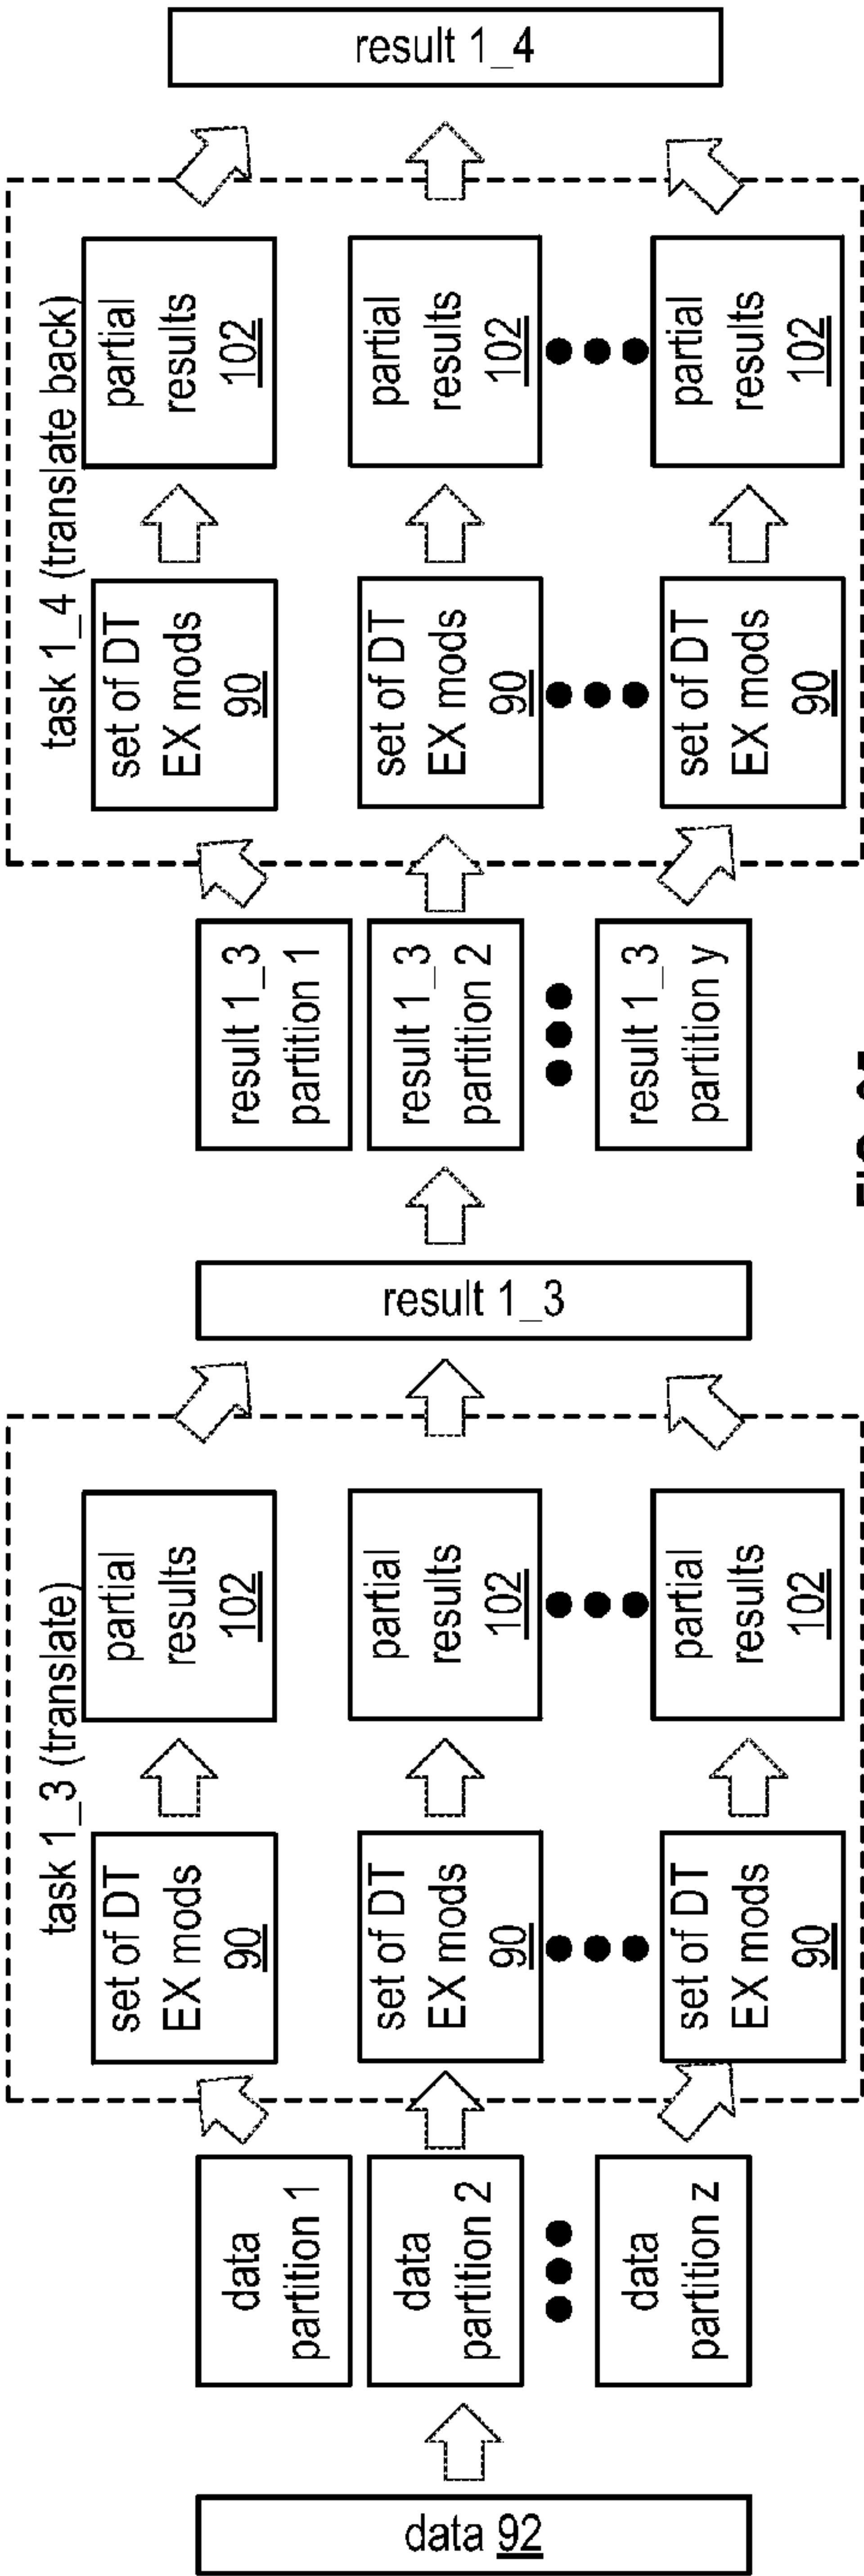 data 92
data
partition 1
data
partition 2
data
partition z
task 1_3 (translate)
set of DT
EX mods
90
partial
results
102
set of DT
EX mods
90
partial
results
102
set of DT
EX mods
90
partial
results
102
result 1_3
result 1_3
partition 1
result 1_3
partition 2
result 1_3
partition y
task 1_4 (translate back)
set of DT
EX mods
90
partial
results
102
set of DT
EX mods
90
partial
results
102
set of DT
EX mods
90
partial
results
102
result 1_4
FIG.